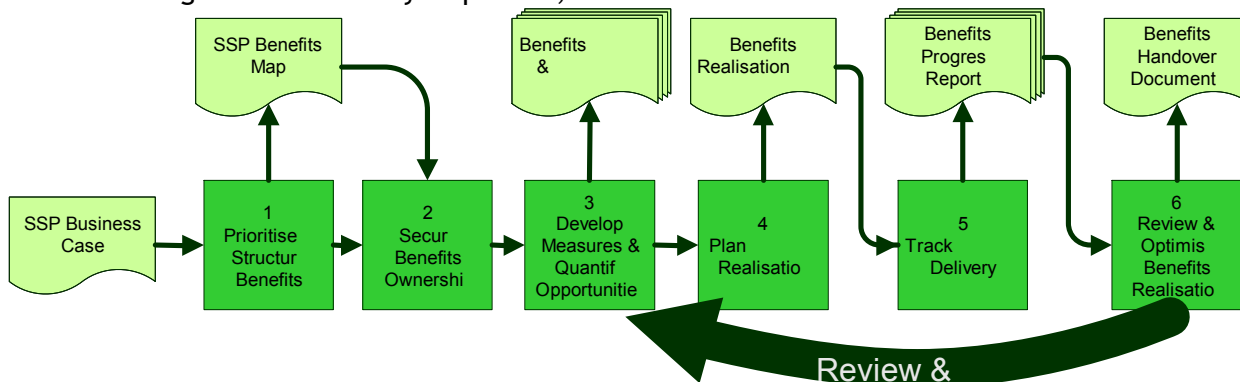 SSP Benefits
Map
Benefits
&
Benefits
Realisation
Benefits
Progres
Report
Benefits
Handover
Document
SSP Business
Case
1
Prioritise
Structur
Benefits
2
Secur
Benefits
Ownershi
3
Develop
Measures &
Quantif
Opportunitie
4
Plan
Realisatio
5
Track
Delivery
6
Review &
Optimis
Benefits
Realisatio
Review &